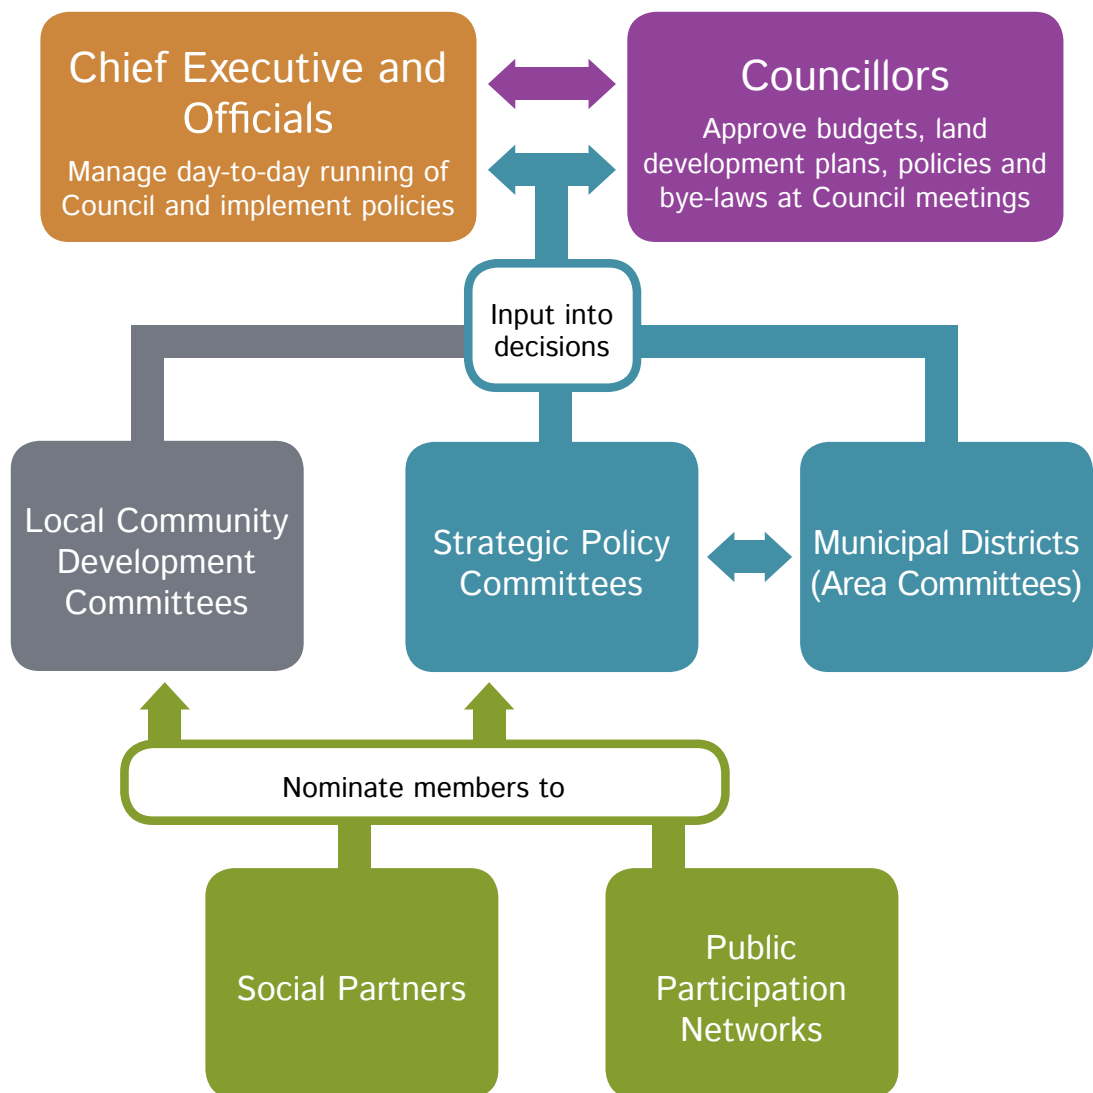 Chief Executive and
Officials
Manage day-to-day running of
Council and implement policies
Councillors
Approve budgets, land
development plans, policies and
bye-laws at Council meetings
Input into
decisions
Local Community
Development
Committees
Strategic Policy
Committees
Municipal Districts
(Area Committees)
Nominate members to
Social Partners
Public
Participation
Networks